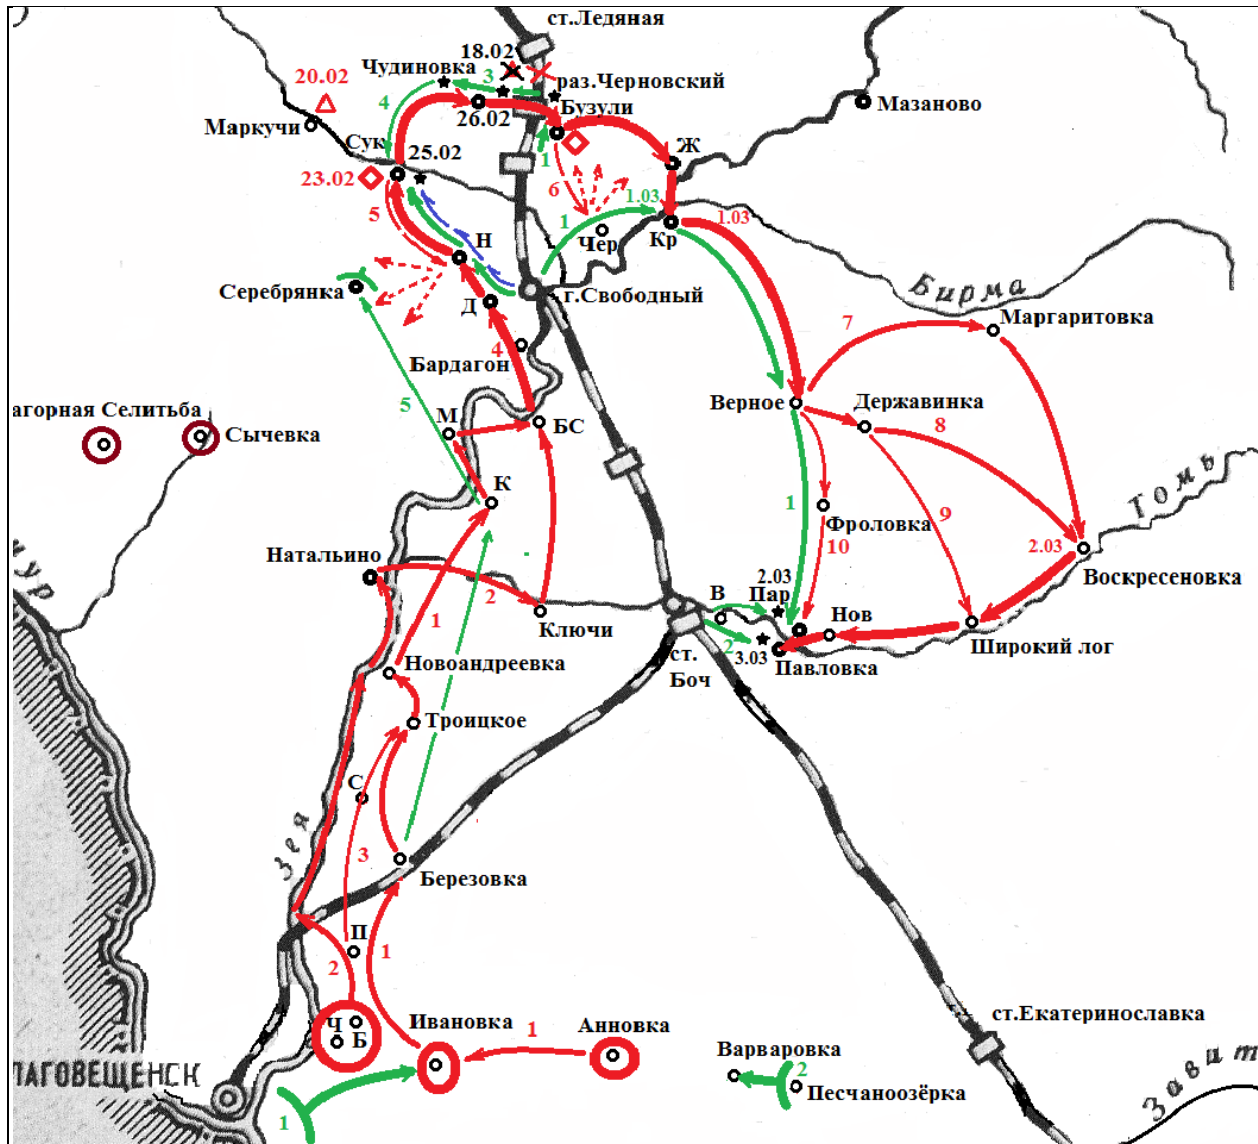 ст.Ледяная
18.02
Чудиновка
3
раз.Черновский
20.02
4
26.02
Бузули
Мазаново
Маркучи
Сук
25.02
1
Ж
23.02
6
1.03
5
1
1.03
Чер
Кр
Н
Серебрянка
г.Свободный
Бирма
Д
7
Маргаритовка
4
Бардагон
5
Верное
Державинка
агорная Селитьба
Сычевка
М
БС
8
К
1
Фроловка
9
Томь
10
2.03
Натальино
Воскресеновка
мур
2
2.03
В
Пар
Нов
1
Ключи
2
3.03
Павловка
Широкий лог
Новоандреевка
ст.
Боч
Троицкое
С
Зея
3
Березовка
П
2
1
Ч
Б
Ивановка
1
Анновка
ст.Екатеринославка
ЛАГОВЕЩЕНСК
Варваровка
2
Песчаноозёрка
1
Завит